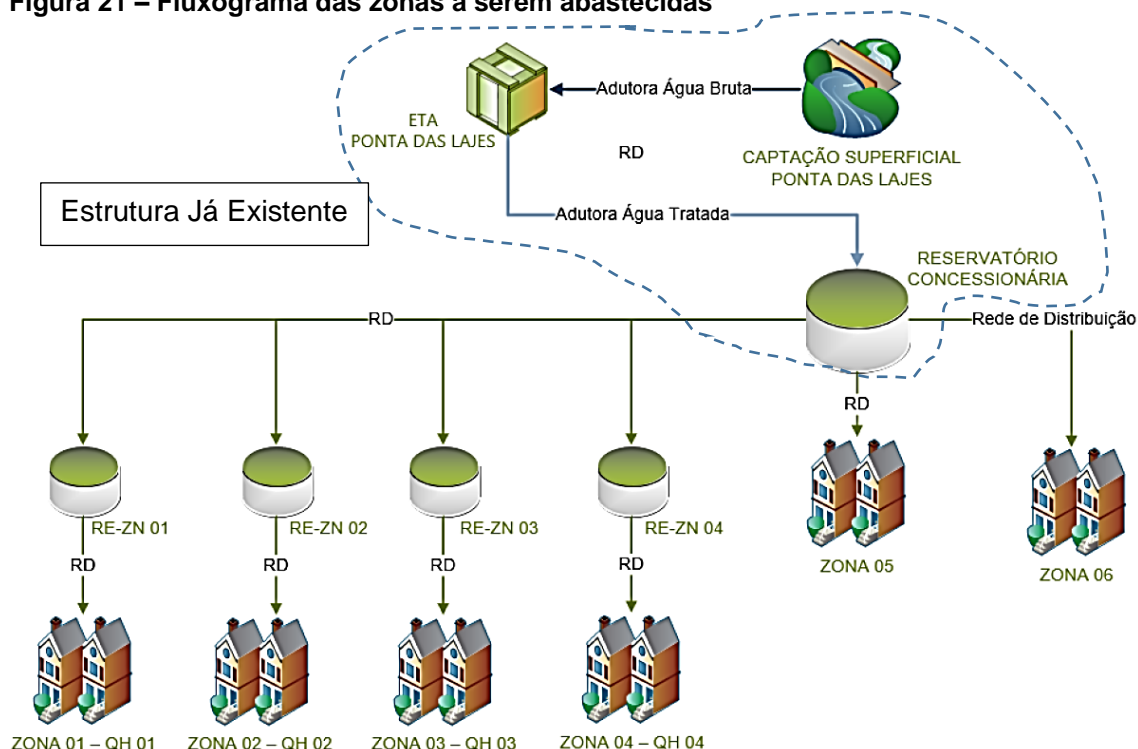 Figura 21 – Fluxograma das zonas a serem abastecidas
Adutora Água Bruta
ETA
PONTA DAS LAJES
RD
CAPTAÇÃO SUPERFICIAL
PONTA DAS LAJES
Estrutura Já Existente
Adutora Água Tratada
RESERVATÓRIO
CONCESSIONÁRIA
RD
Rede de Distribuição
RD
RE-ZN 01
RE-ZN 02
RE-ZN 03
RE-ZN 04
RD
RD
RD
RD
ZONA 05
ZONA 06
ZONA 01 – QH 01
ZONA 02 – QH 02
ZONA 03 – QH 03
ZONA 04 – QH 04